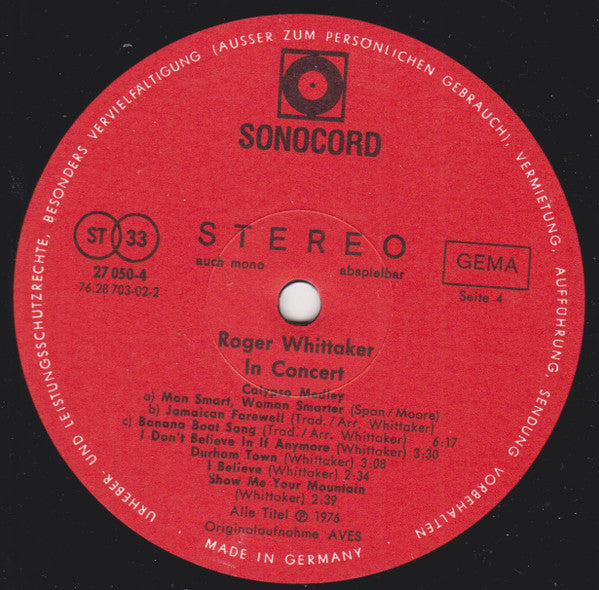 URHEBER- UND LEISTUNGSSCHUTZRECHTE, BESONDERS VERVIELFÄLTIGUNG (AUSSER ZUM PERSÖNLICHEN GEBRAUCH), VERMIETUNG, AUFFÜHRUNG, SENDUNG VORBEHALTEN
SONOCORD
ST 33
27 050-4
76.28 703-02-2
STEREO
auch mono abspielbar
GEMA
Seite 4
Roger Whittaker
In Concert
Calypso Medley
a) Man Smart, Woman Smarter (Span/Moore)
b) Jamaican Farewell (Trad./Arr. Whittaker)
c) Banana Boat Song (Trad./Arr. Whittaker) 6:17
I Don't Believe In If Anymore (Whittaker) 3:30
Durham Town (Whittaker) 3:08
I Believe (Whittaker) 2:34
Show Me Your Mountain
(Whittaker) 2:39
Alle Titel Ⓟ 1976
Originalaufnahme AVES
MADE IN GERMANY